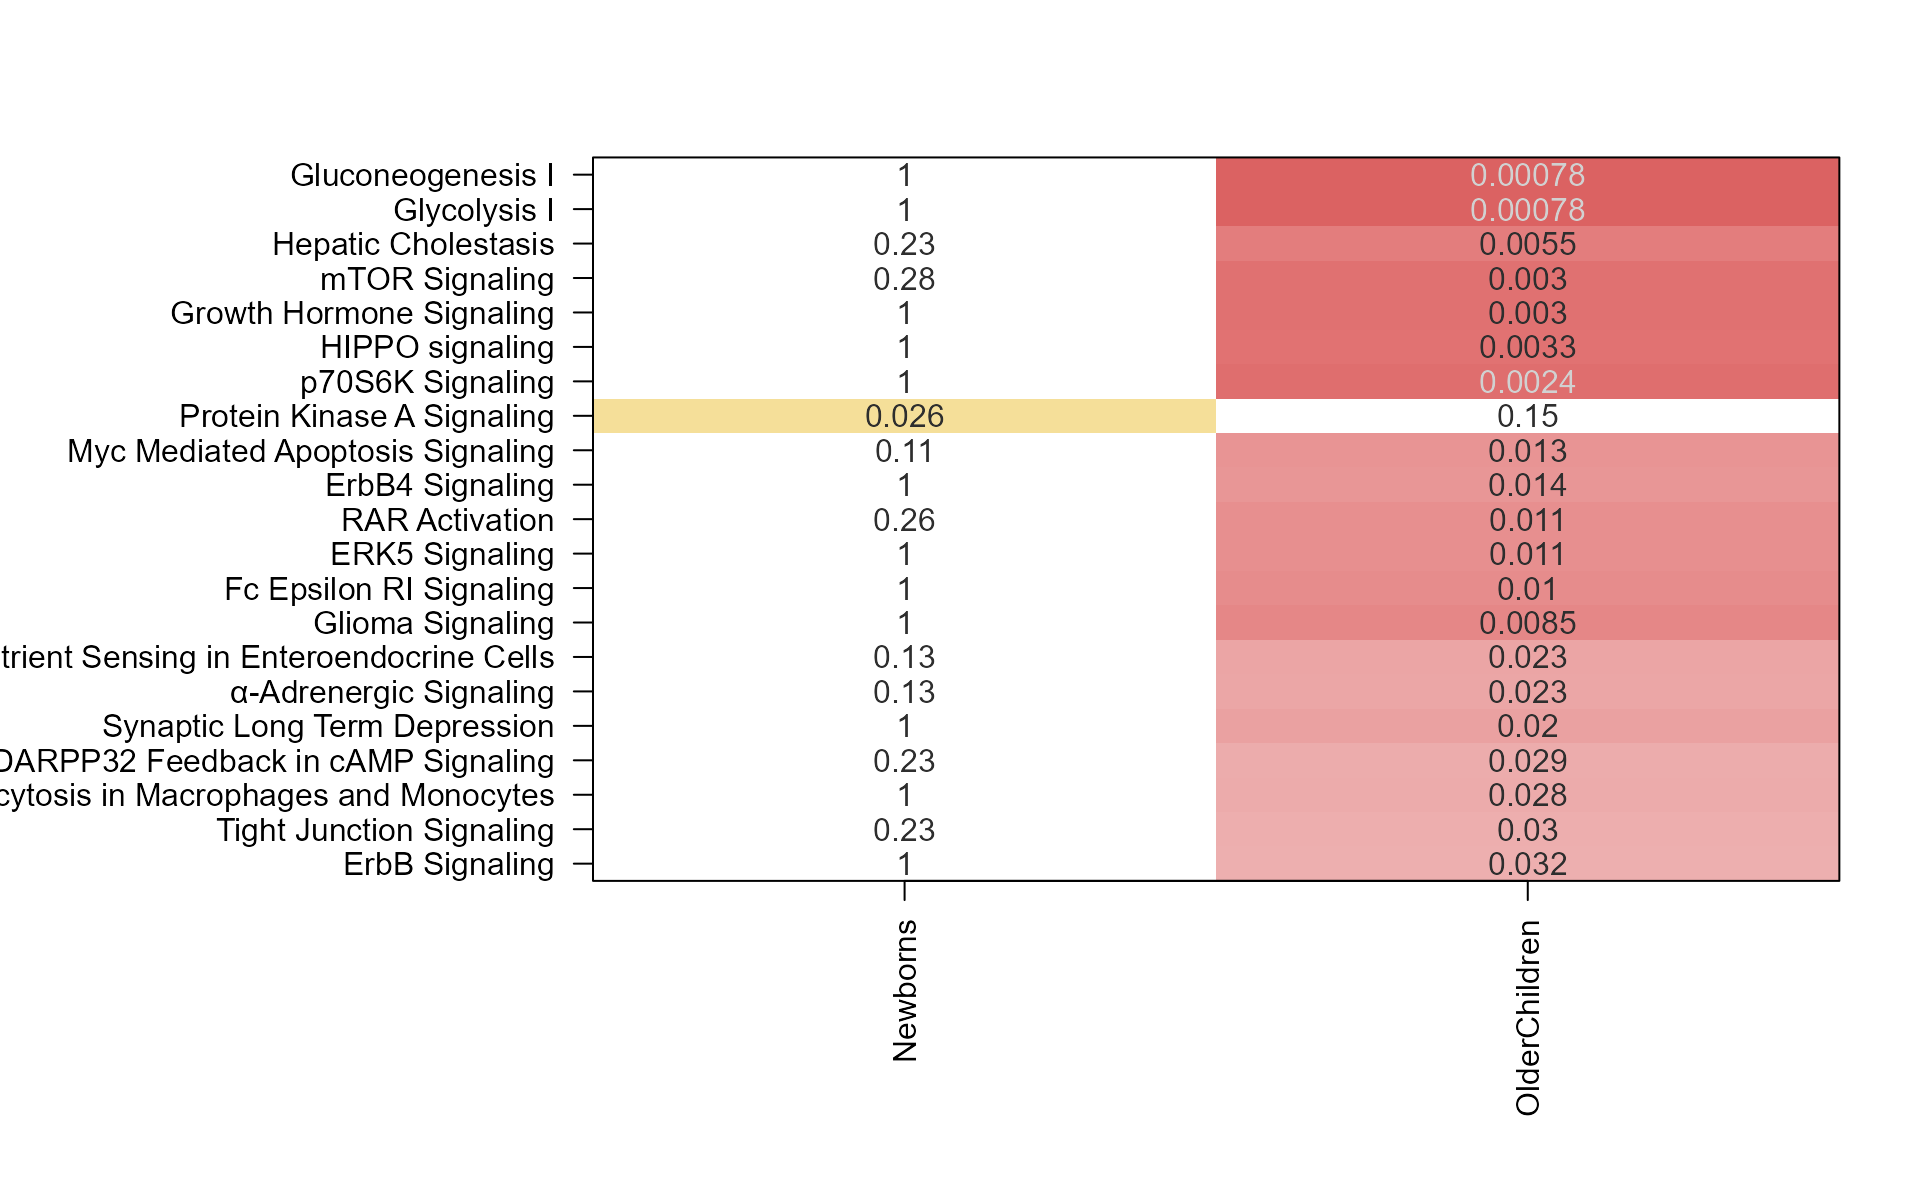 Gluconeogenesis I 1 0.00078
Glycolysis I 1 0.00078
Hepatic Cholestasis 0.23 0.0055
mTOR Signaling 0.28 0.003
Growth Hormone Signaling 1 0.003
HIPPO signaling 1 0.0033
p70S6K Signaling 1 0.0024
Protein Kinase A Signaling 0.026 0.15
Myc Mediated Apoptosis Signaling 0.11 0.013
ErbB4 Signaling 1 0.014
RAR Activation 0.26 0.011
ERK5 Signaling 1 0.011
Fc Epsilon RI Signaling 1 0.01
Glioma Signaling 1 0.0085
Sensing in Enteroendocrine Cells 0.13 0.023
α-Adrenergic Signaling 0.13 0.023
Synaptic Long Term Depression 1 0.02
Feedback in cAMP Signaling 0.23 0.029
in Macrophages and Monocytes 1 0.028
Tight Junction Signaling 0.23 0.03
ErbB Signaling 1 0.032
Newborns
OlderChildren